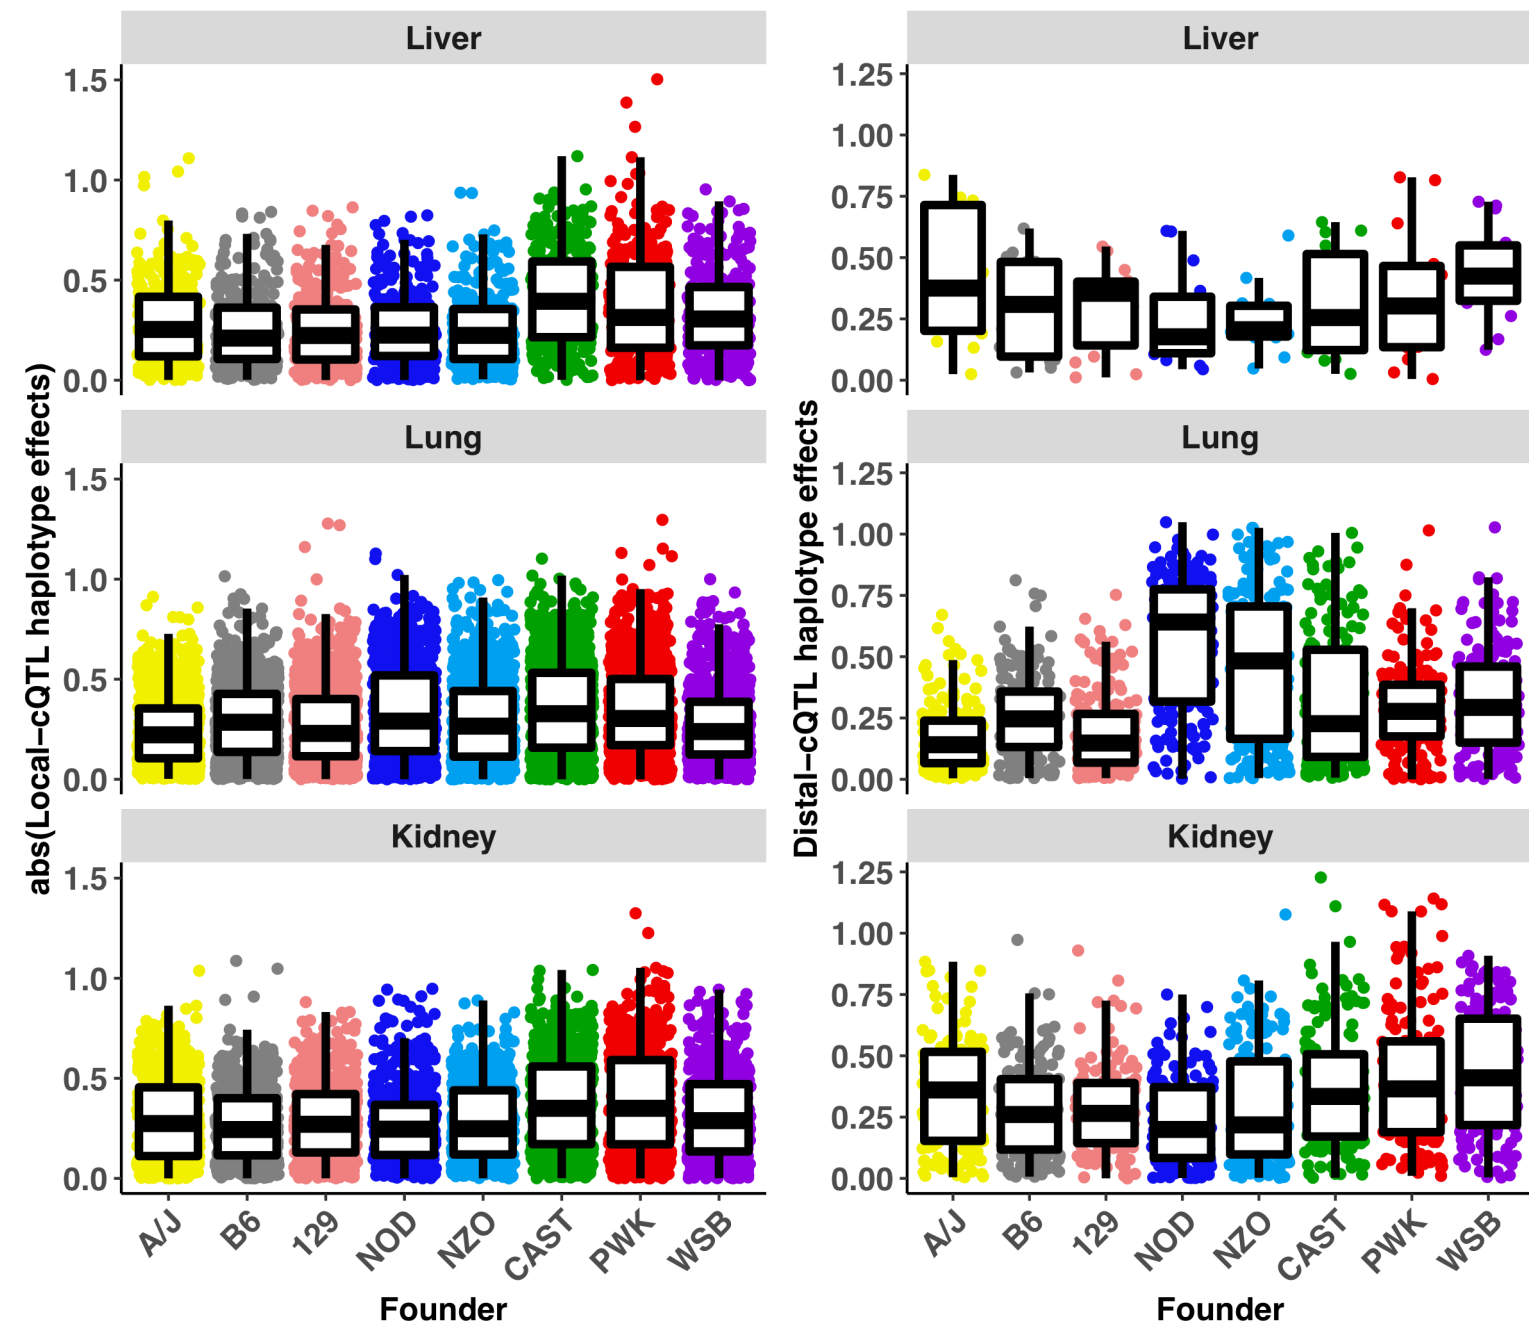 Liver
1.5
1.0
0.5
0.0
Lung
1.5
1.0
0.5
0.0
Kidney
1.5
1.0
0.5
0.0
abs(Local−cQTL haplotype effects)
A/J
B6
129
NOD
NZO
CAST
PWK
WSB
Founder
Liver
1.25
1.00
0.75
0.50
0.25
0.00
Lung
1.25
1.00
0.75
0.50
0.25
0.00
Kidney
1.25
1.00
0.75
0.50
0.25
0.00
Distal−cQTL haplotype effects
A/J
B6
129
NOD
NZO
CAST
PWK
WSB
Founder